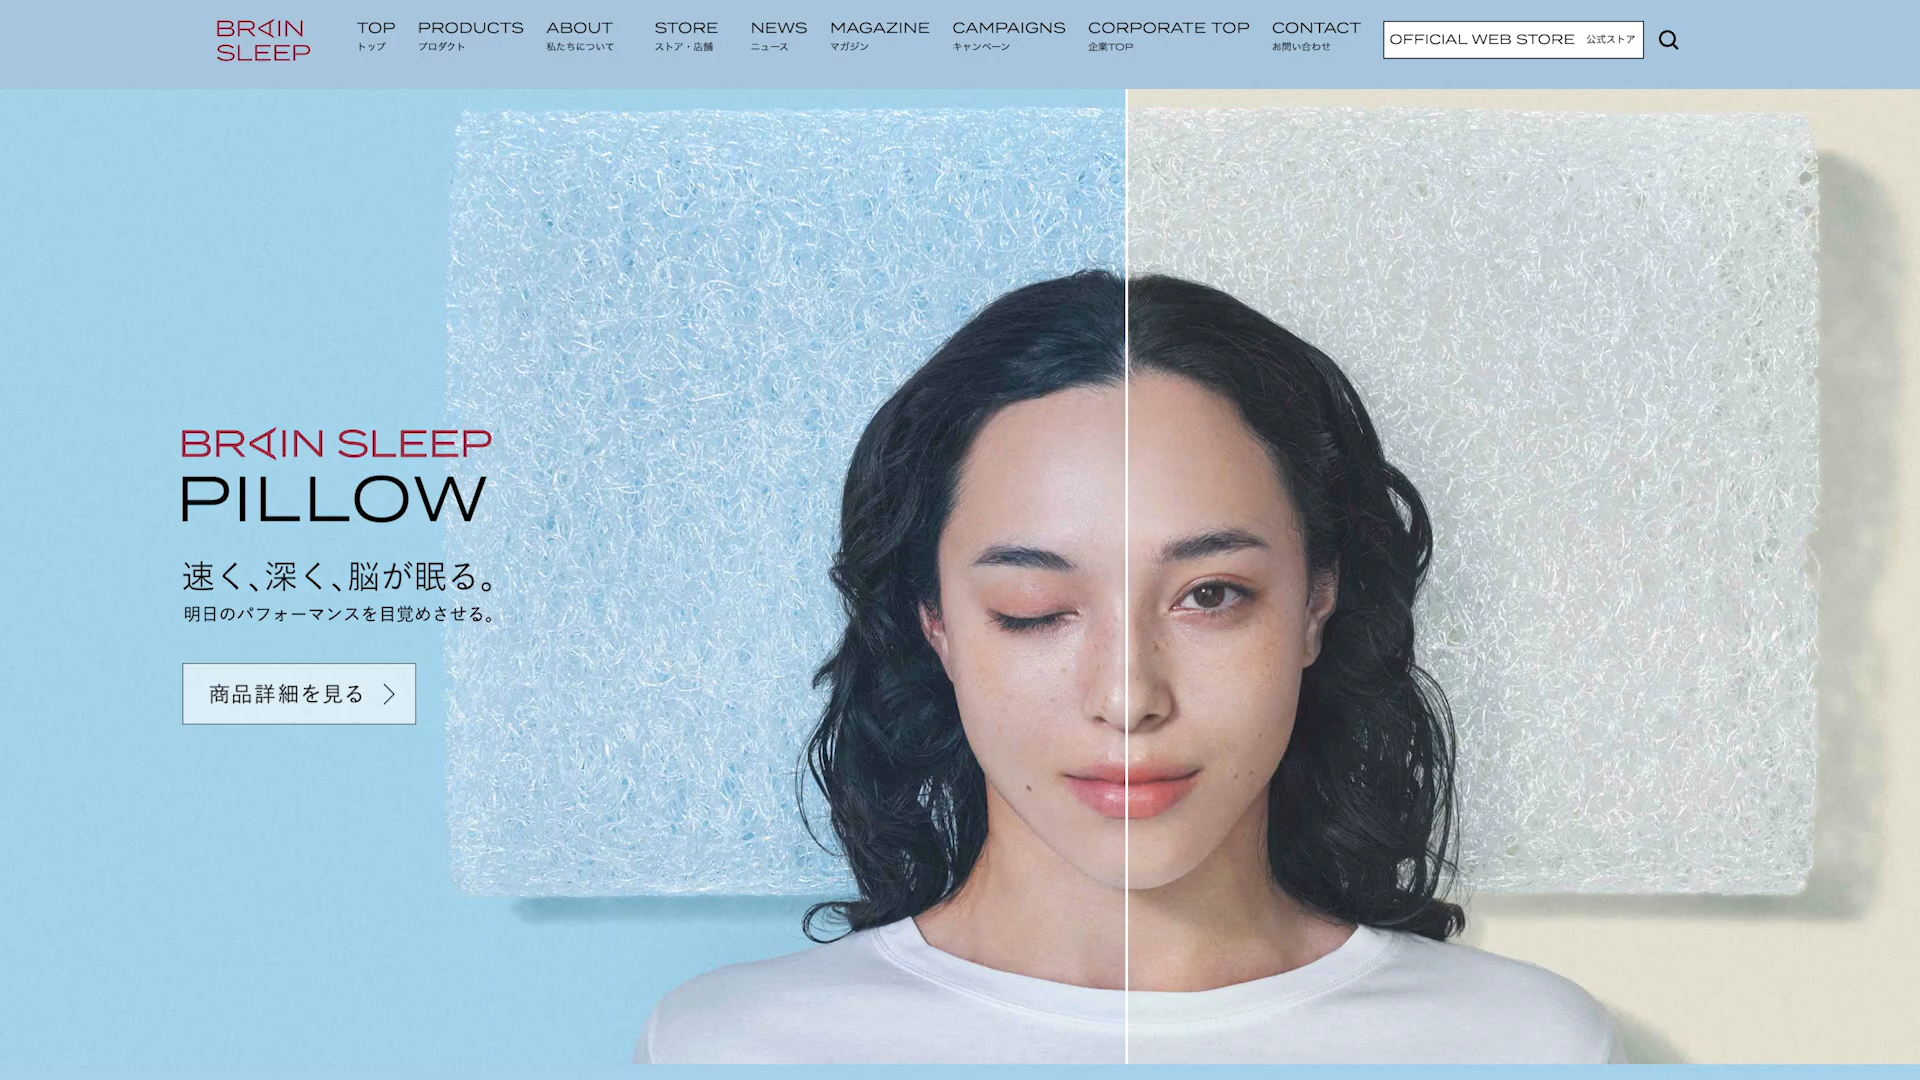 BRAIN
SLEEP
TOP
トップ
PRODUCTS
プロダクト
ABOUT
私たちについて
STORE
ストア・店舗
NEWS
ニュース
MAGAZINE
マガジン
CAMPAIGNS
キャンペーン
CORPORATE TOP
企業TOP
CONTACT
お問い合わせ
OFFICIAL WEB STORE 公式ストア
BRAIN SLEEP
PILLOW
速く、深く、脳が眠る。
明日のパフォーマンスを目覚めさせる。
商品詳細を見る